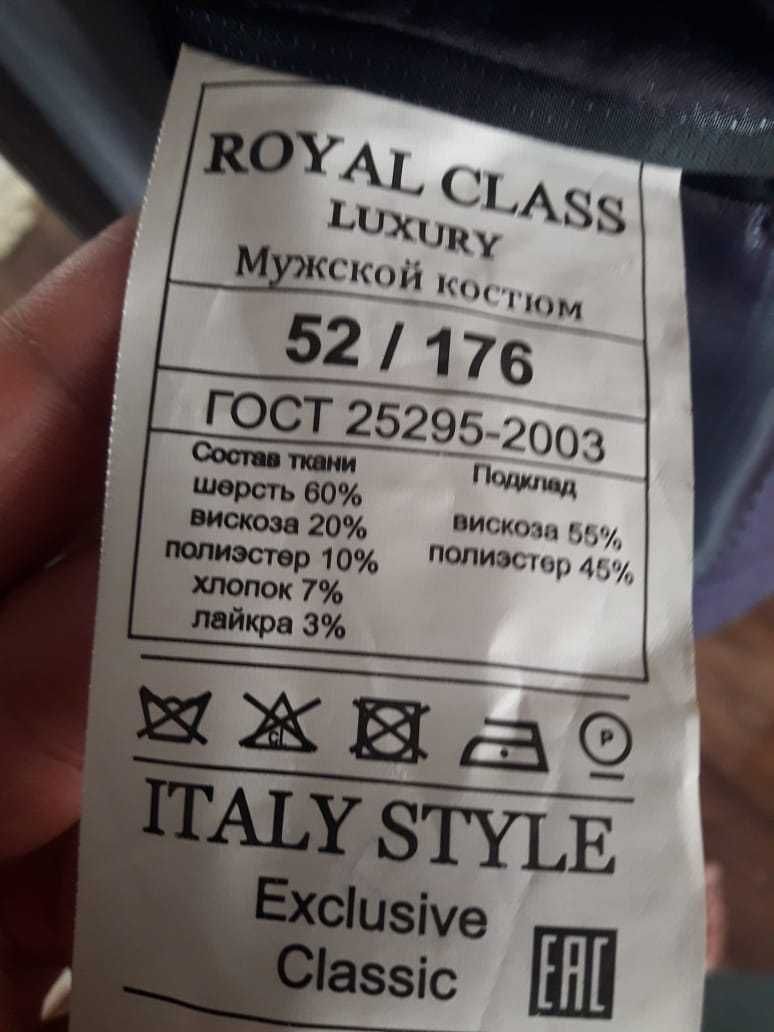 ROYAL CLASS
LUXURY
Мужской костюм
52 / 176
ГОСТ 25295-2003
Состав ткани
шерсть 60%
вискоза 20%
полиэстер 10%
хлопок 7%
лайкра 3%
Подклад
вискоза 55%
полиэстер 45%
CL
P
ITALY STYLE
Exclusive
Classic
EAC